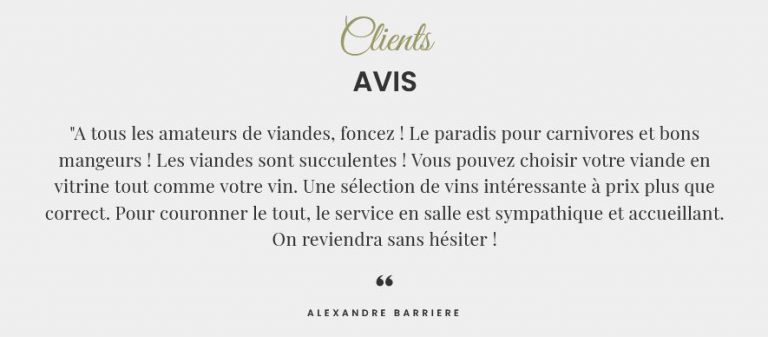 Clients
AVIS
"A tous les amateurs de viandes, foncez ! Le paradis pour carnivores et bons
mangeurs ! Les viandes sont succulentes ! Vous pouvez choisir votre viande en
vitrine tout comme votre vin. Une sélection de vins intéressante à prix plus que
correct. Pour couronner le tout, le service en salle est sympathique et accueillant.
On reviendra sans hésiter !
❝
ALEXANDRE BARRIERE